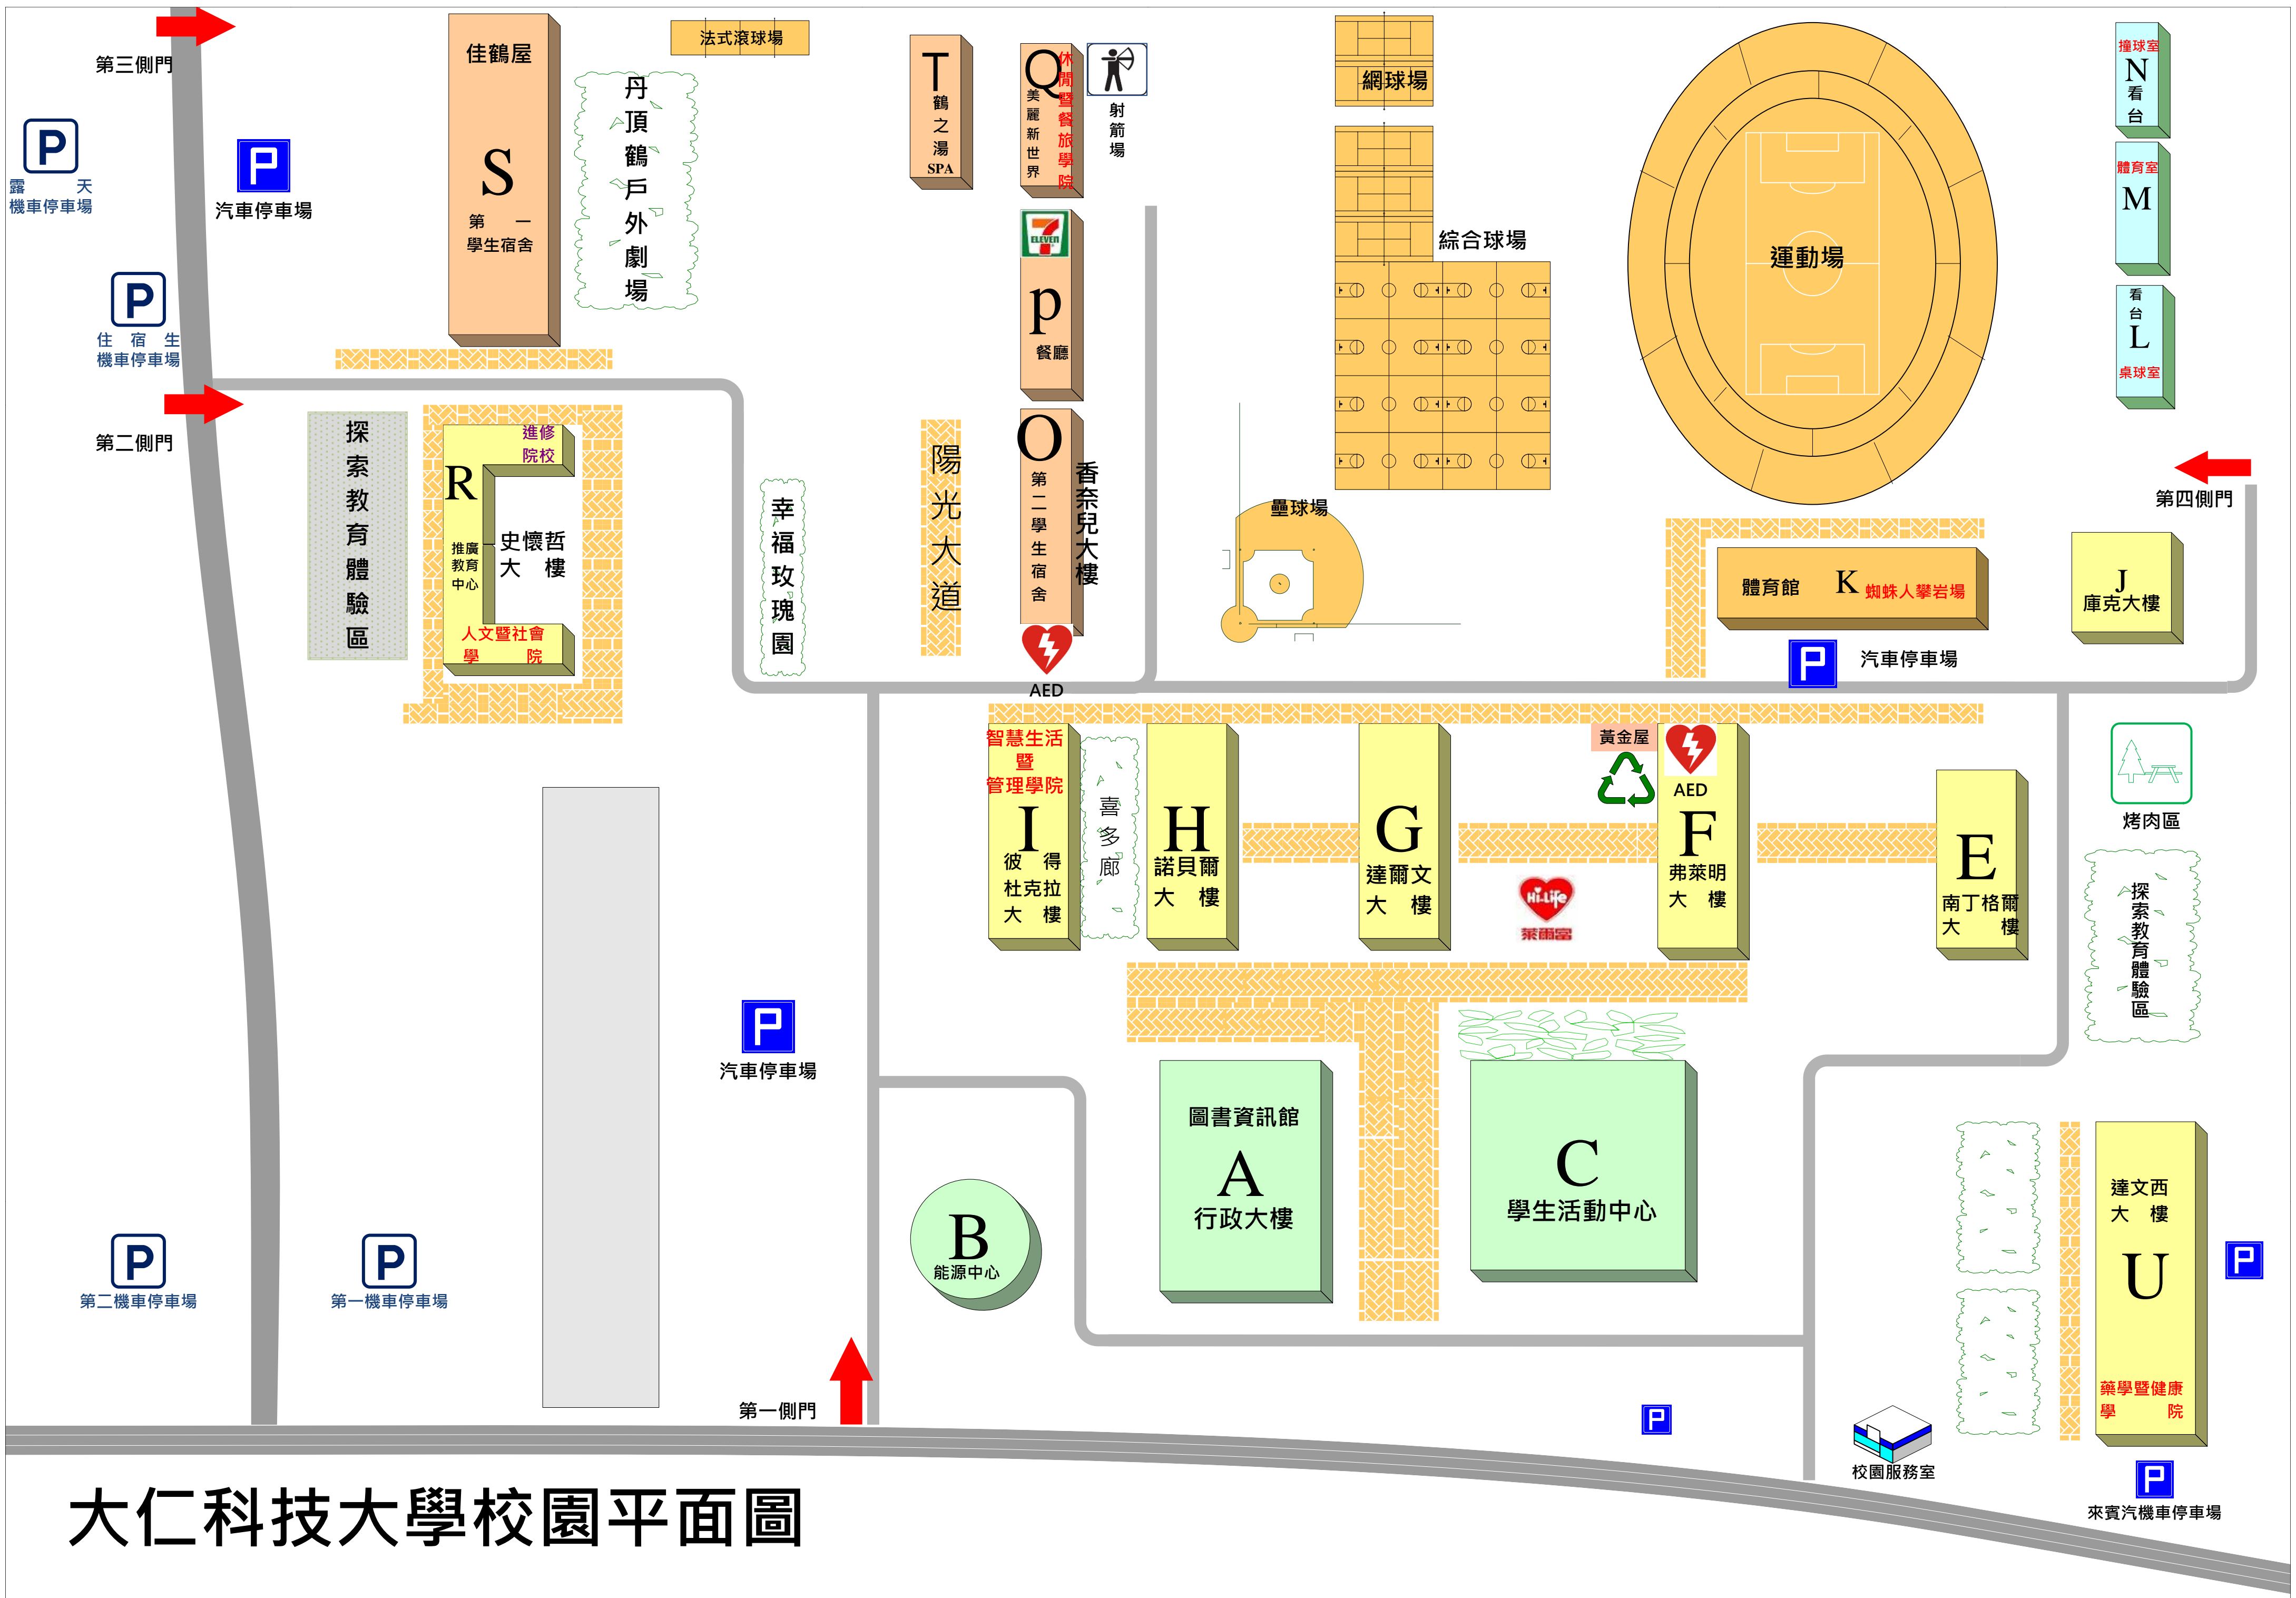 第三側門
P
露天
機車停車場
P
汽車停車場
佳鶴屋
S
第一
學生宿舍
法式滾球場
丹頂鶴戶外劇場
T
鶴之湯
SPA
Q
美麗新世界
休閒暨餐旅學院
射箭場
7
ELEVEN
p
餐廳
網球場
綜合球場
運動場
撞球室
N
看台
體育室
M
看台
L
桌球室
P
住宿生
機車停車場
第二側門
探索教育體驗區
進修
院校
R
推廣
教育
中心
史懷哲
大樓
人文暨社會
學院
幸福玫瑰園
陽光大道
O
第二學生宿舍
香奈兒大樓
AED
壘球場
體育館
K
蜘蛛人攀岩場
P
汽車停車場
J
庫克大樓
第四側門
智慧生活
暨
管理學院
I
彼得
杜克拉
大樓
喜多廊
H
諾貝爾
大樓
G
達爾文
大樓
Hi-Life
萊爾富
黃金屋
AED
F
弗萊明
大樓
E
南丁格爾
大樓
烤肉區
探索教育體驗區
P
汽車停車場
圖書資訊館
A
行政大樓
B
能源中心
C
學生活動中心
達文西
大樓
U
藥學暨健康
學院
P
P
第二機車停車場
P
第一機車停車場
第一側門
P
校園服務室
P
來賓汽機車停車場
大仁科技大學校園平面圖